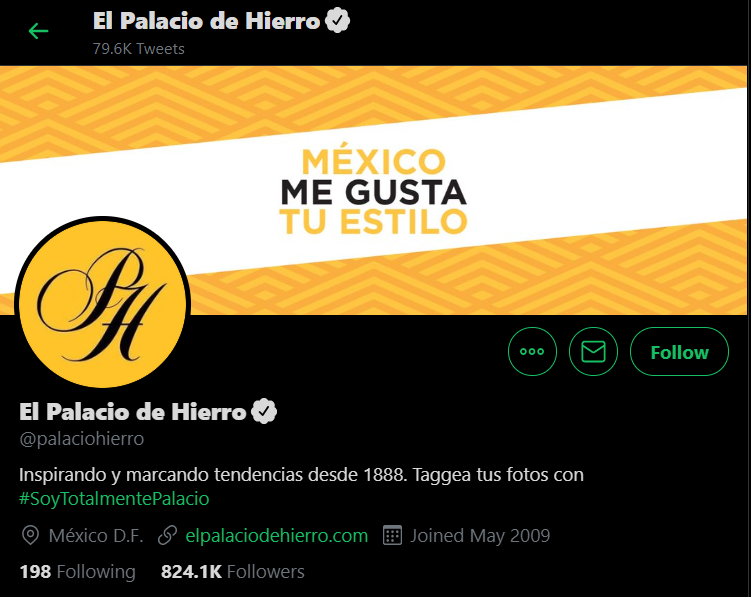 El Palacio de Hierro
79.6K Tweets
MÉXICO
ME GUSTA
TU ESTILO
PH
Follow
El Palacio de Hierro
@palaciohierro
Inspirando y marcando tendencias desde 1888. Taggea tus fotos con
#SoyTotalmentePalacio
México D.F. elpalaciodehierro.com Joined May 2009
198 Following 824.1K Followers